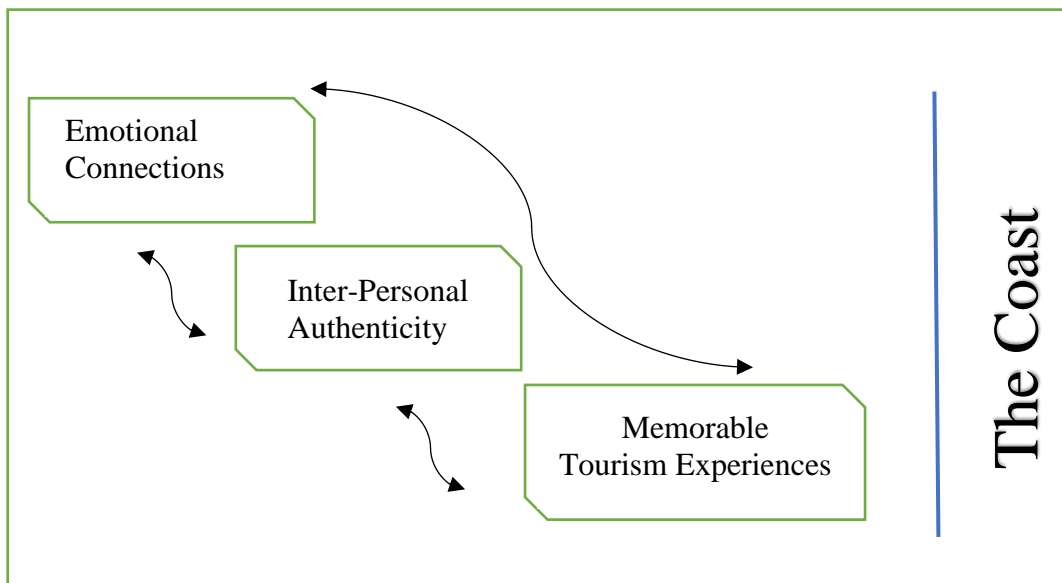 Emotional
Connections
Inter-Personal
Authenticity
Memorable
Tourism Experiences
The Coast